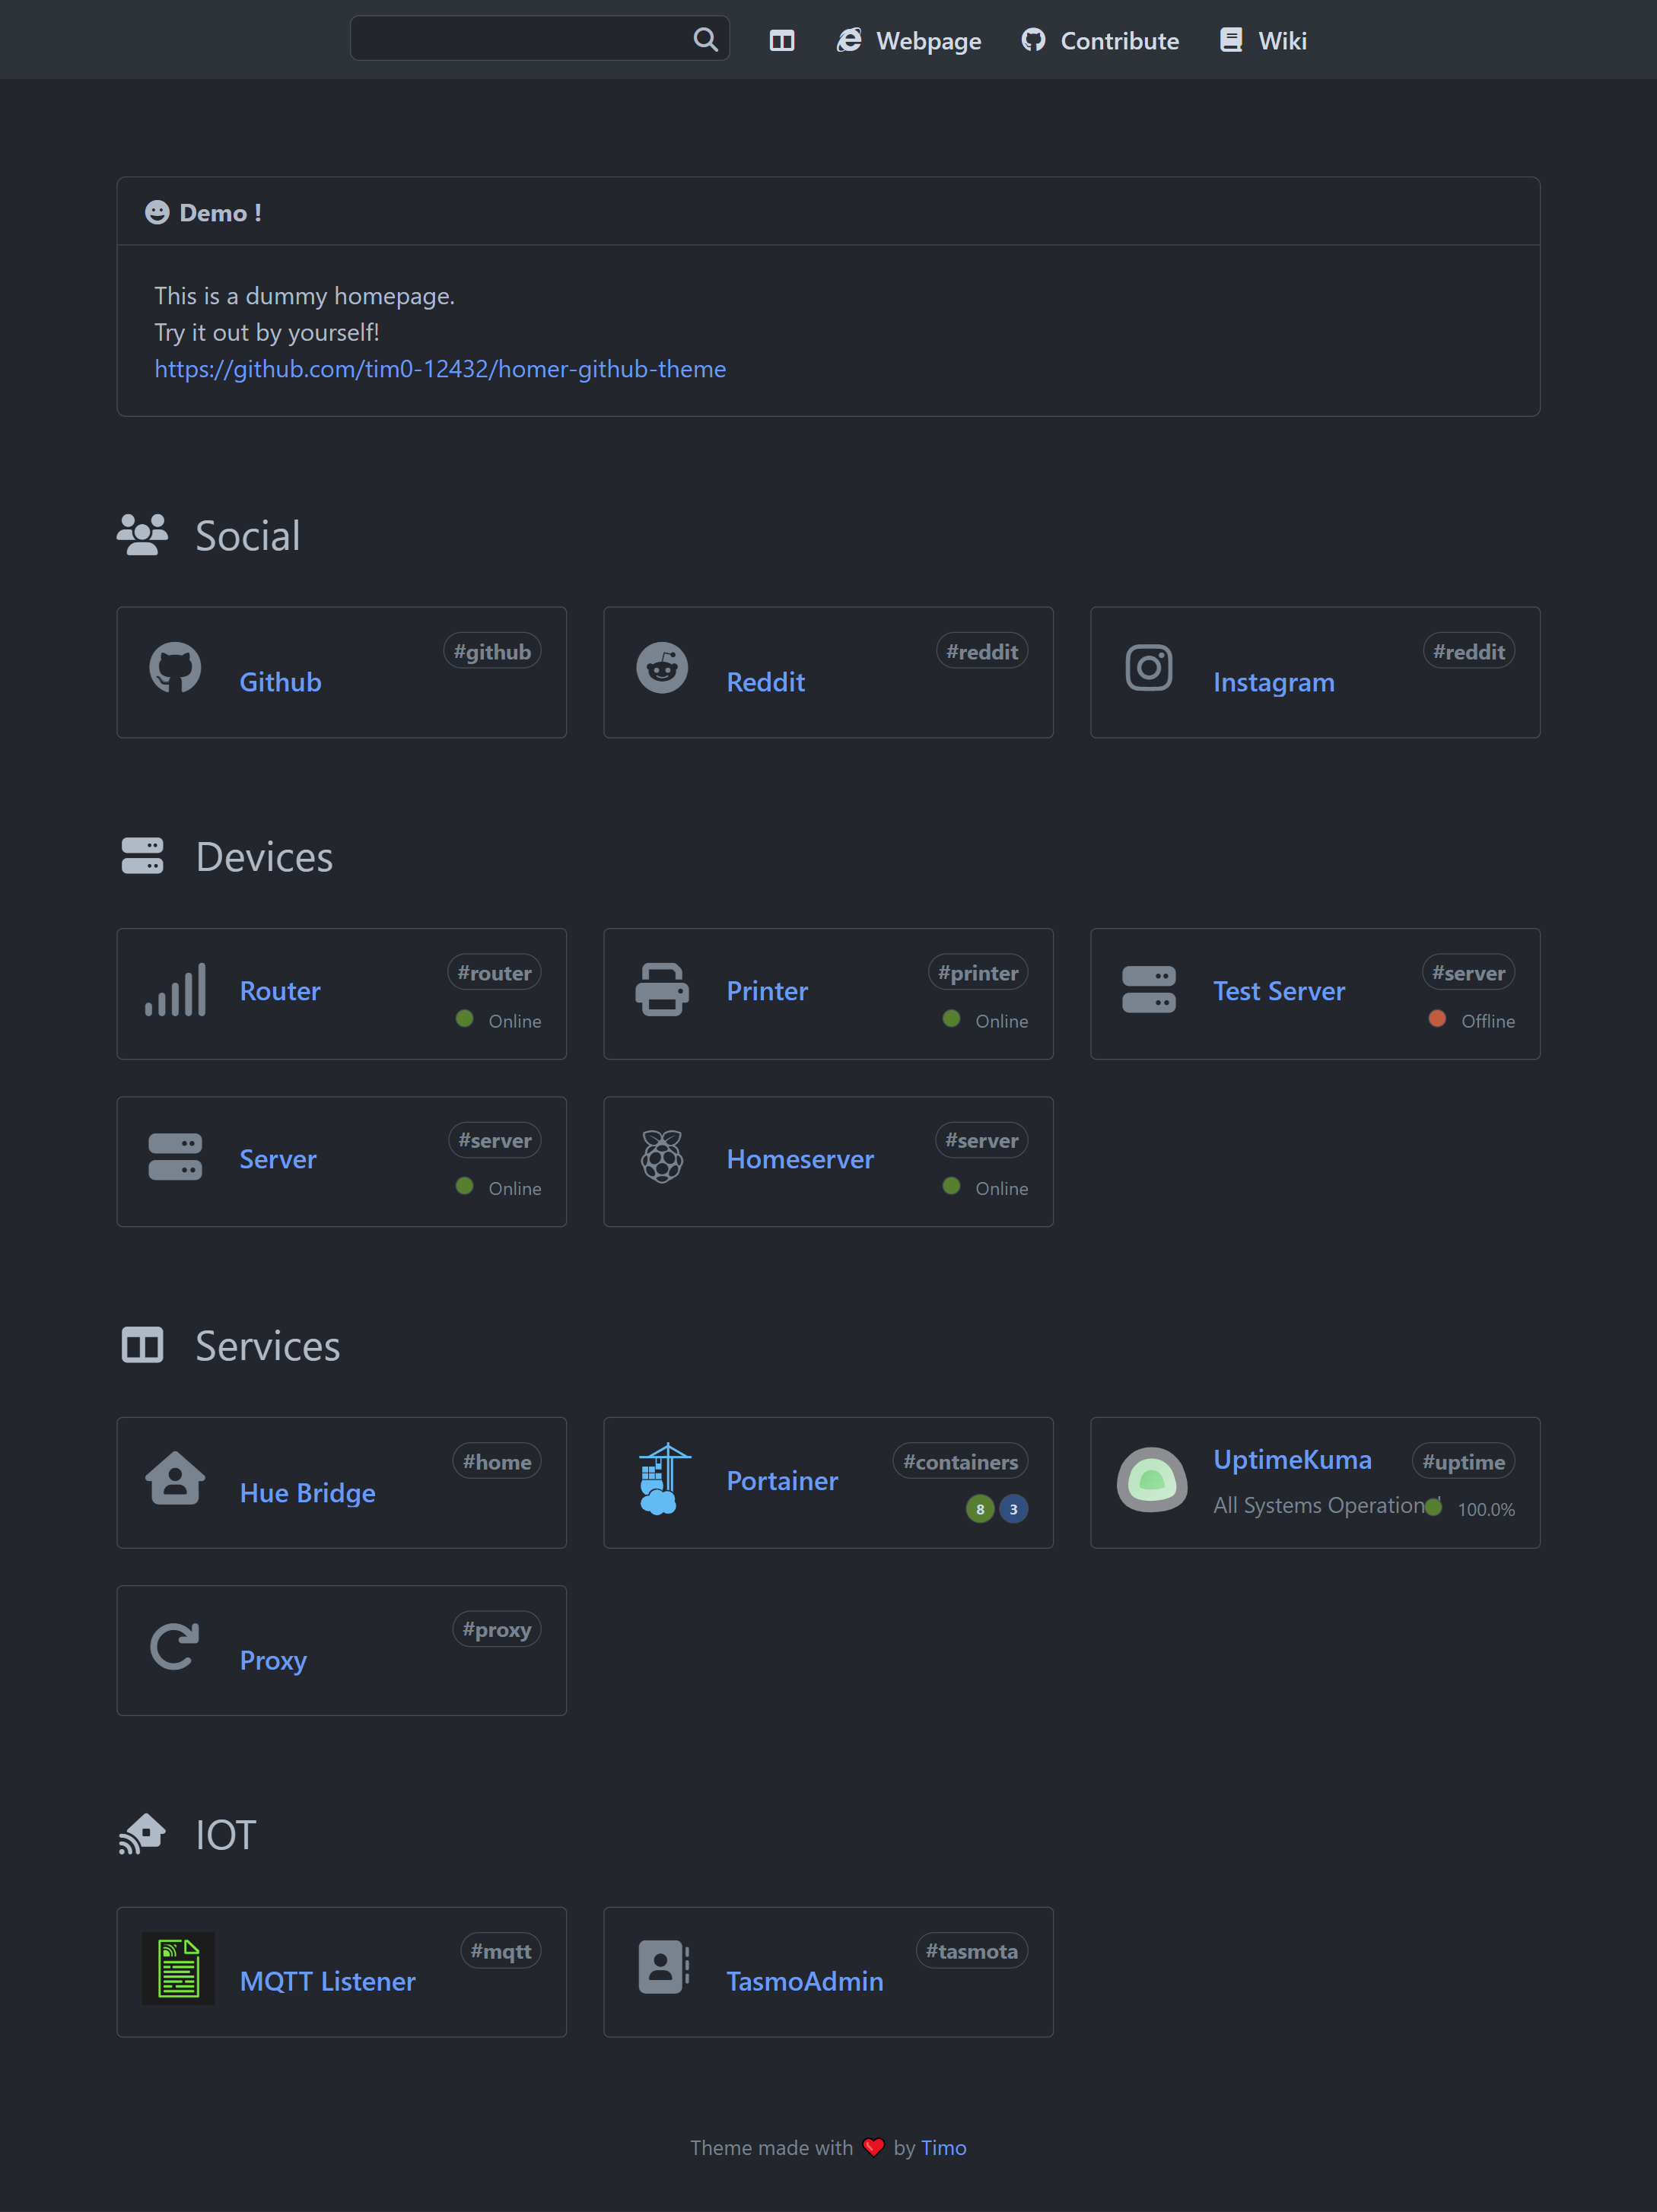 Webpage Contribute Wiki
Demo !
This is a dummy homepage.
Try it out by yourself!
https://github.com/tim0-12432/homer-github-theme
Social
Github #github
Reddit #reddit
Instagram #reddit
Devices
Router #router
Online
Printer #printer
Online
Test Server #server
Offline
Server #server
Online
Homeserver #server
Online
Services
Hue Bridge #home
Portainer #containers
8 3
UptimeKuma #uptime
All Systems Operation 100.0%
Proxy #proxy
IOT
MQTT Listener #mqtt
TasmoAdmin #tasmota
Theme made with ❤ by Timo